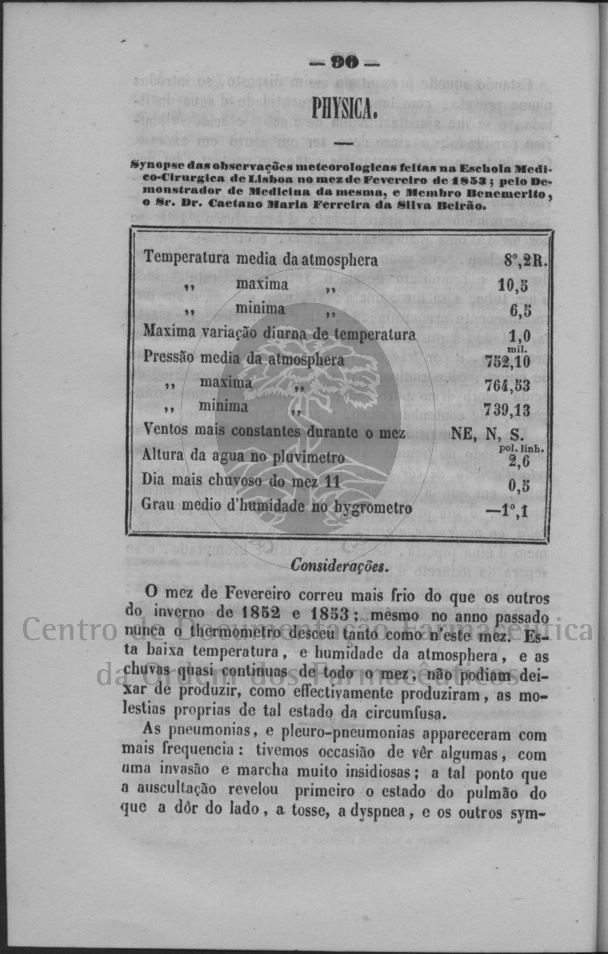 — 90 —
PHYSICA.
Synopse das observações meteorologicas feitas na Eschola Medi-
co-Cirurgica de Lisboa no mez de Fevereiro de 1853; pelo De-
monstrador de Medicina da mesma, e Membro Benemerito,
o Sr. Dr. Caetano Maria Ferreira da Silva Beirão.
Temperatura media da atmosphera 8°,2R.
,, maxima ,, 10,5
,, minima ,, 6,5
Maxima variação diurna de temperatura 1,0
Pressão media da atmosphera mil. 752,10
,, maxima ,, 764,53
,, minima ,, 739,13
Ventos mais constantes durante o mez NE, N, S.
Altura da agua no pluvimetro pol. linh. 2,6
Dia mais chuvoso do mez 11 0,5
Grau medio d'humidade no hygrometro —1°,1
Considerações.
O mez de Fevereiro correu mais frio do que os outros
do inverno de 1852 e 1853; mesmo no anno passado
nunca o thermometro desceu tanto como n'este mez. Es-
ta baixa temperatura, e humidade da atmosphera, e as
chuvas quasi continuas de todo o mez, não podiam dei-
xar de produzir, como effectivamente produziram, as mo-
lestias proprias de tal estado da circumfusa.
As pneumonias, e pleuro-pneumonias appareceram com
mais frequencia: tivemos occasião de vêr algumas, com
uma invasão e marcha muito insidiosas; a tal ponto que
a auscultação revelou primeiro o estado do pulmão do
que a dôr do lado, a tosse, a dyspnea, e os outros sym-
Centro de Documentação Farmacêutica
da Ordem dos Farmacêuticos